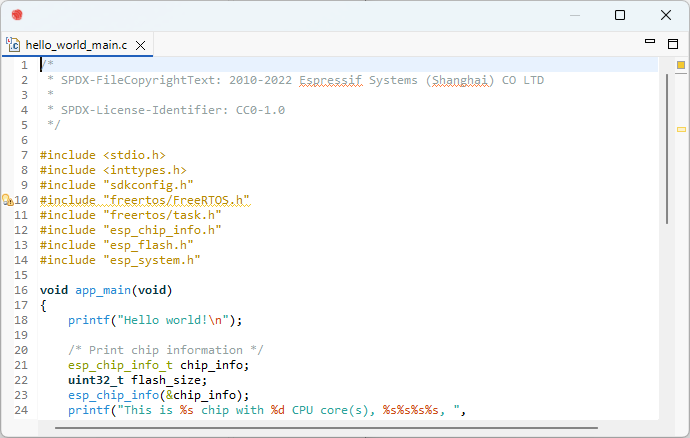 hello_world_main.c
1 /*
2  * SPDX-FileCopyrightText: 2010-2022 Espressif Systems (Shanghai) CO LTD
3  *
4  * SPDX-License-Identifier: CC0-1.0
5  */
6
7 #include <stdio.h>
8 #include <inttypes.h>
9 #include "sdkconfig.h"
10 #include "freertos/FreeRTOS.h"
11 #include "freertos/task.h"
12 #include "esp_chip_info.h"
13 #include "esp_flash.h"
14 #include "esp_system.h"
15
16 void app_main(void)
17 {
18     printf("Hello world!\n");
19
20     /* Print chip information */
21     esp_chip_info_t chip_info;
22     uint32_t flash_size;
23     esp_chip_info(&chip_info);
24     printf("This is %s chip with %d CPU core(s), %s%s%s%s, ",